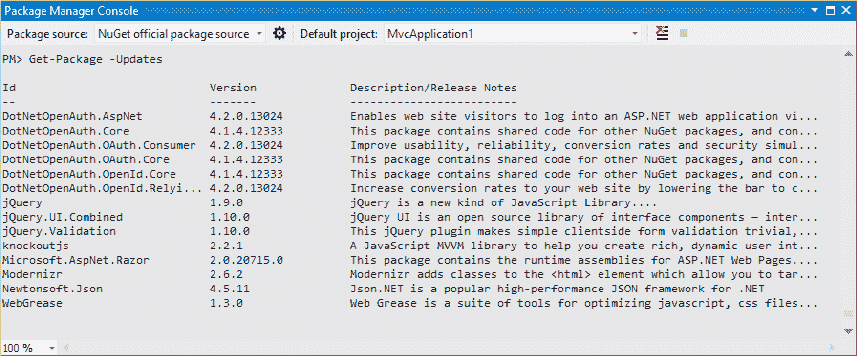 Package Manager Console
Package source: NuGet official package source Default project: MvcApplication1
PM> Get-Package -Updates
Id Version Description/Release Notes
-- ------- -------------------------
DotNetOpenAuth.AspNet 4.2.0.13024 Enables web site visitors to log into an ASP.NET web application vi...
DotNetOpenAuth.Core 4.1.4.12333 This package contains shared code for other NuGet packages, and con...
DotNetOpenAuth.OAuth.Consumer 4.2.0.13024 Improve usability, reliability, conversion rates and security simul...
DotNetOpenAuth.OAuth.Core 4.1.4.12333 This package contains shared code for other NuGet packages, and con...
DotNetOpenAuth.OpenId.Core 4.1.4.12333 This package contains shared code for other NuGet packages, and con...
DotNetOpenAuth.OpenId.Relyi... 4.2.0.13024 Increase conversion rates to your web site by lowering the bar to c...
jQuery 1.9.0 jQuery is a new kind of JavaScript Library....
jQuery.UI.Combined 1.10.0 jQuery UI is an open source library of interface components — inter...
jQuery.Validation 1.10.0 This jQuery plugin makes simple clientside form validation trivial,...
knockoutjs 2.2.1 A JavaScript MVVM library to help you create rich, dynamic user int...
Microsoft.AspNet.Razor 2.0.20715.0 This package contains the runtime assemblies for ASP.NET Web Pages....
Modernizr 2.6.2 Modernizr adds classes to the <html> element which allow you to tar...
Newtonsoft.Json 4.5.11 Json.NET is a popular high-performance JSON framework for .NET
WebGrease 1.3.0 Web Grease is a suite of tools for optimizing javascript, css files...
100 %